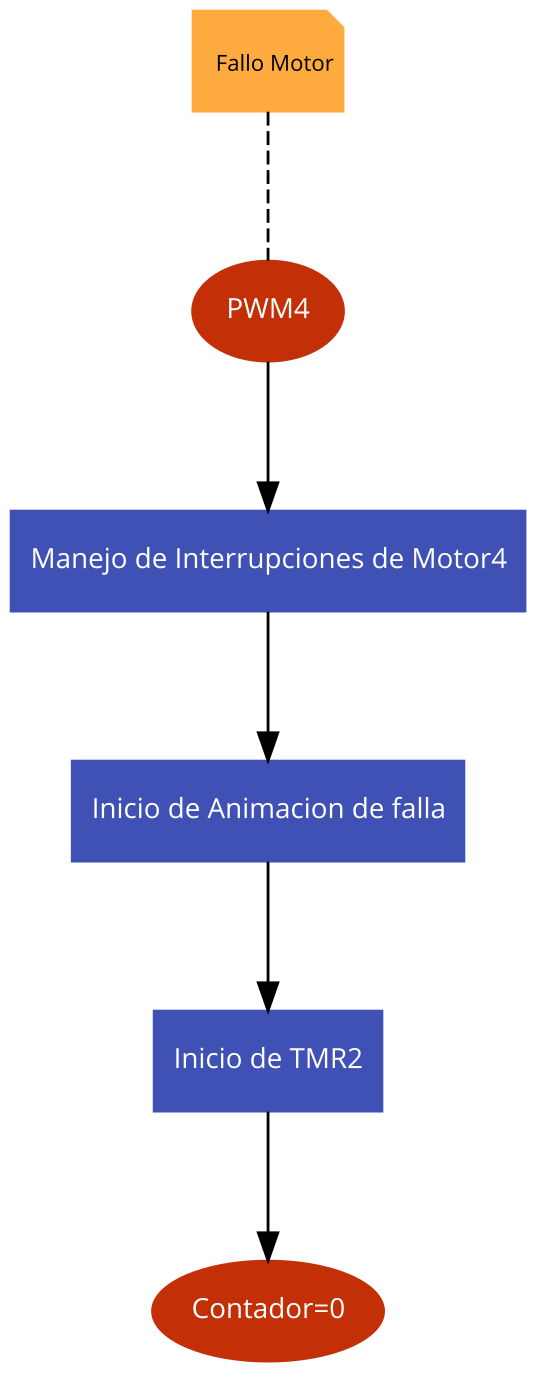 Fallo Motor
PWM4
Manejo de Interrupciones de Motor4
Inicio de Animacion de falla
Inicio de TMR2
Contador=0